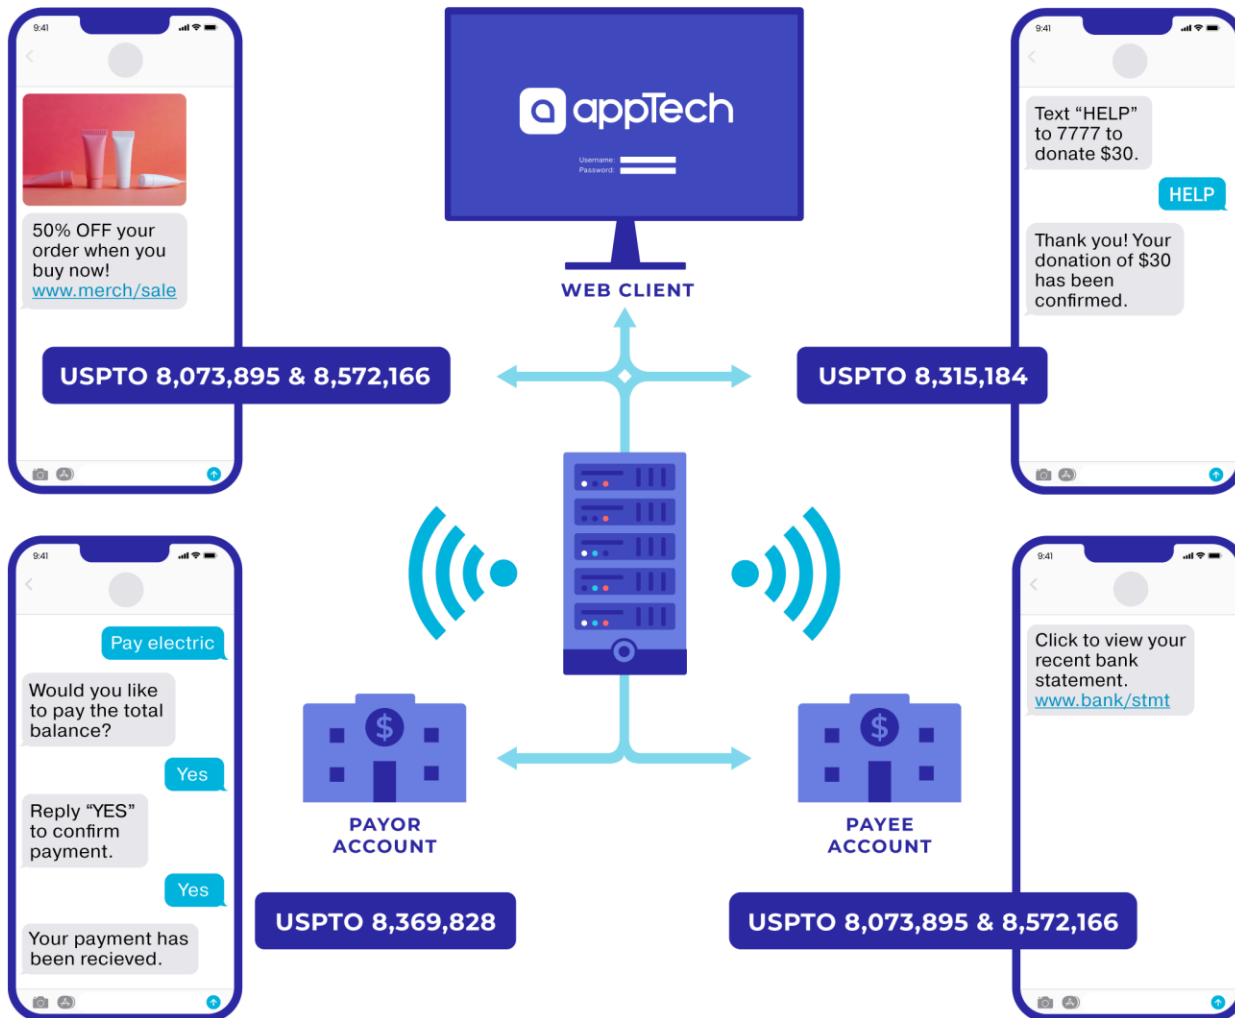 9:41
50% OFF your
order when you
buy now!
www.merch/sale
appTech
Username:
Password:
WEB CLIENT
9:41
Text “HELP”
to 7777 to
donate $30.
HELP
Thank you! Your
donation of $30
has been
confirmed.
USPTO 8,073,895 & 8,572,166
USPTO 8,315,184
9:41
Pay electric
Would you like
to pay the total
balance?
Yes
Reply “YES”
to confirm
payment.
Yes
Your payment has
been recieved.
$
PAYOR
ACCOUNT
$
PAYEE
ACCOUNT
USPTO 8,369,828
USPTO 8,073,895 & 8,572,166
9:41
Click to view your
recent bank
statement.
www.bank/stmt